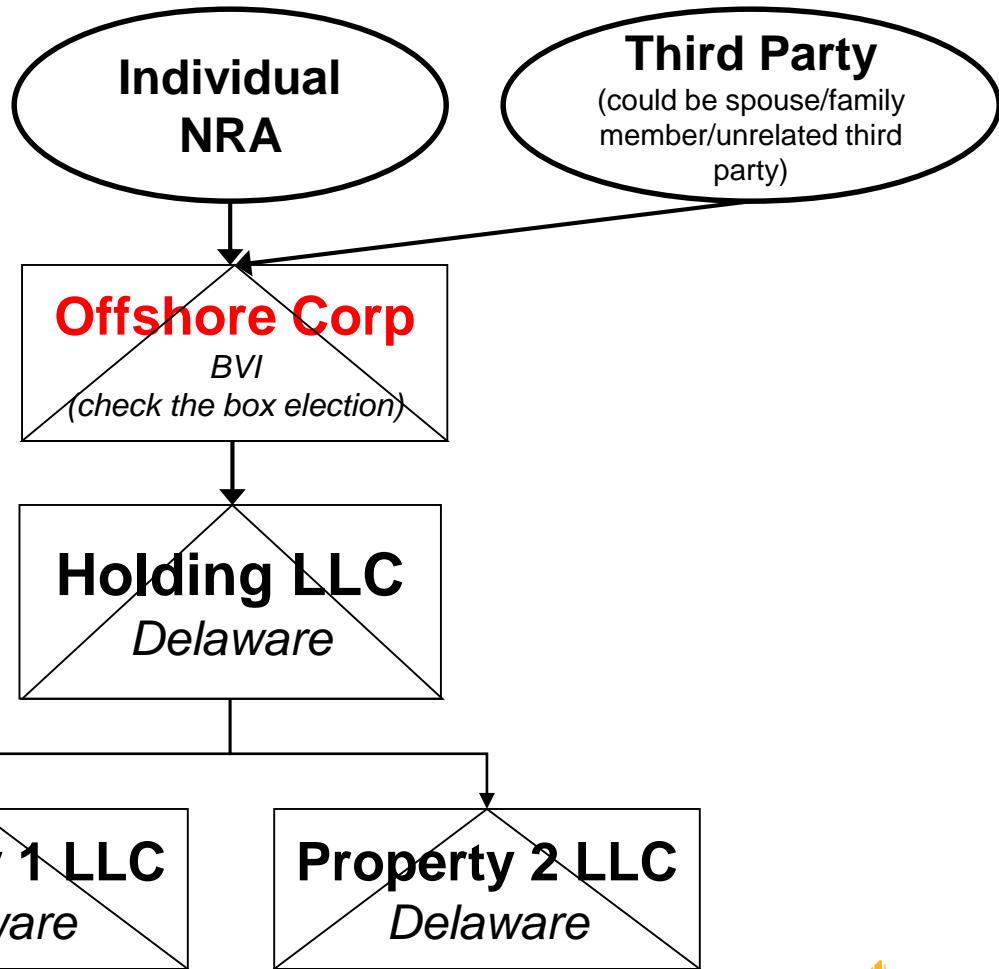 Individual
NRA
Third Party
(could be spouse/family
member/unrelated third
party)
Offshore Corp
BVI
(check the box election)
Holding LLC
Delaware
1 LLC
Property 2 LLC
Delaware